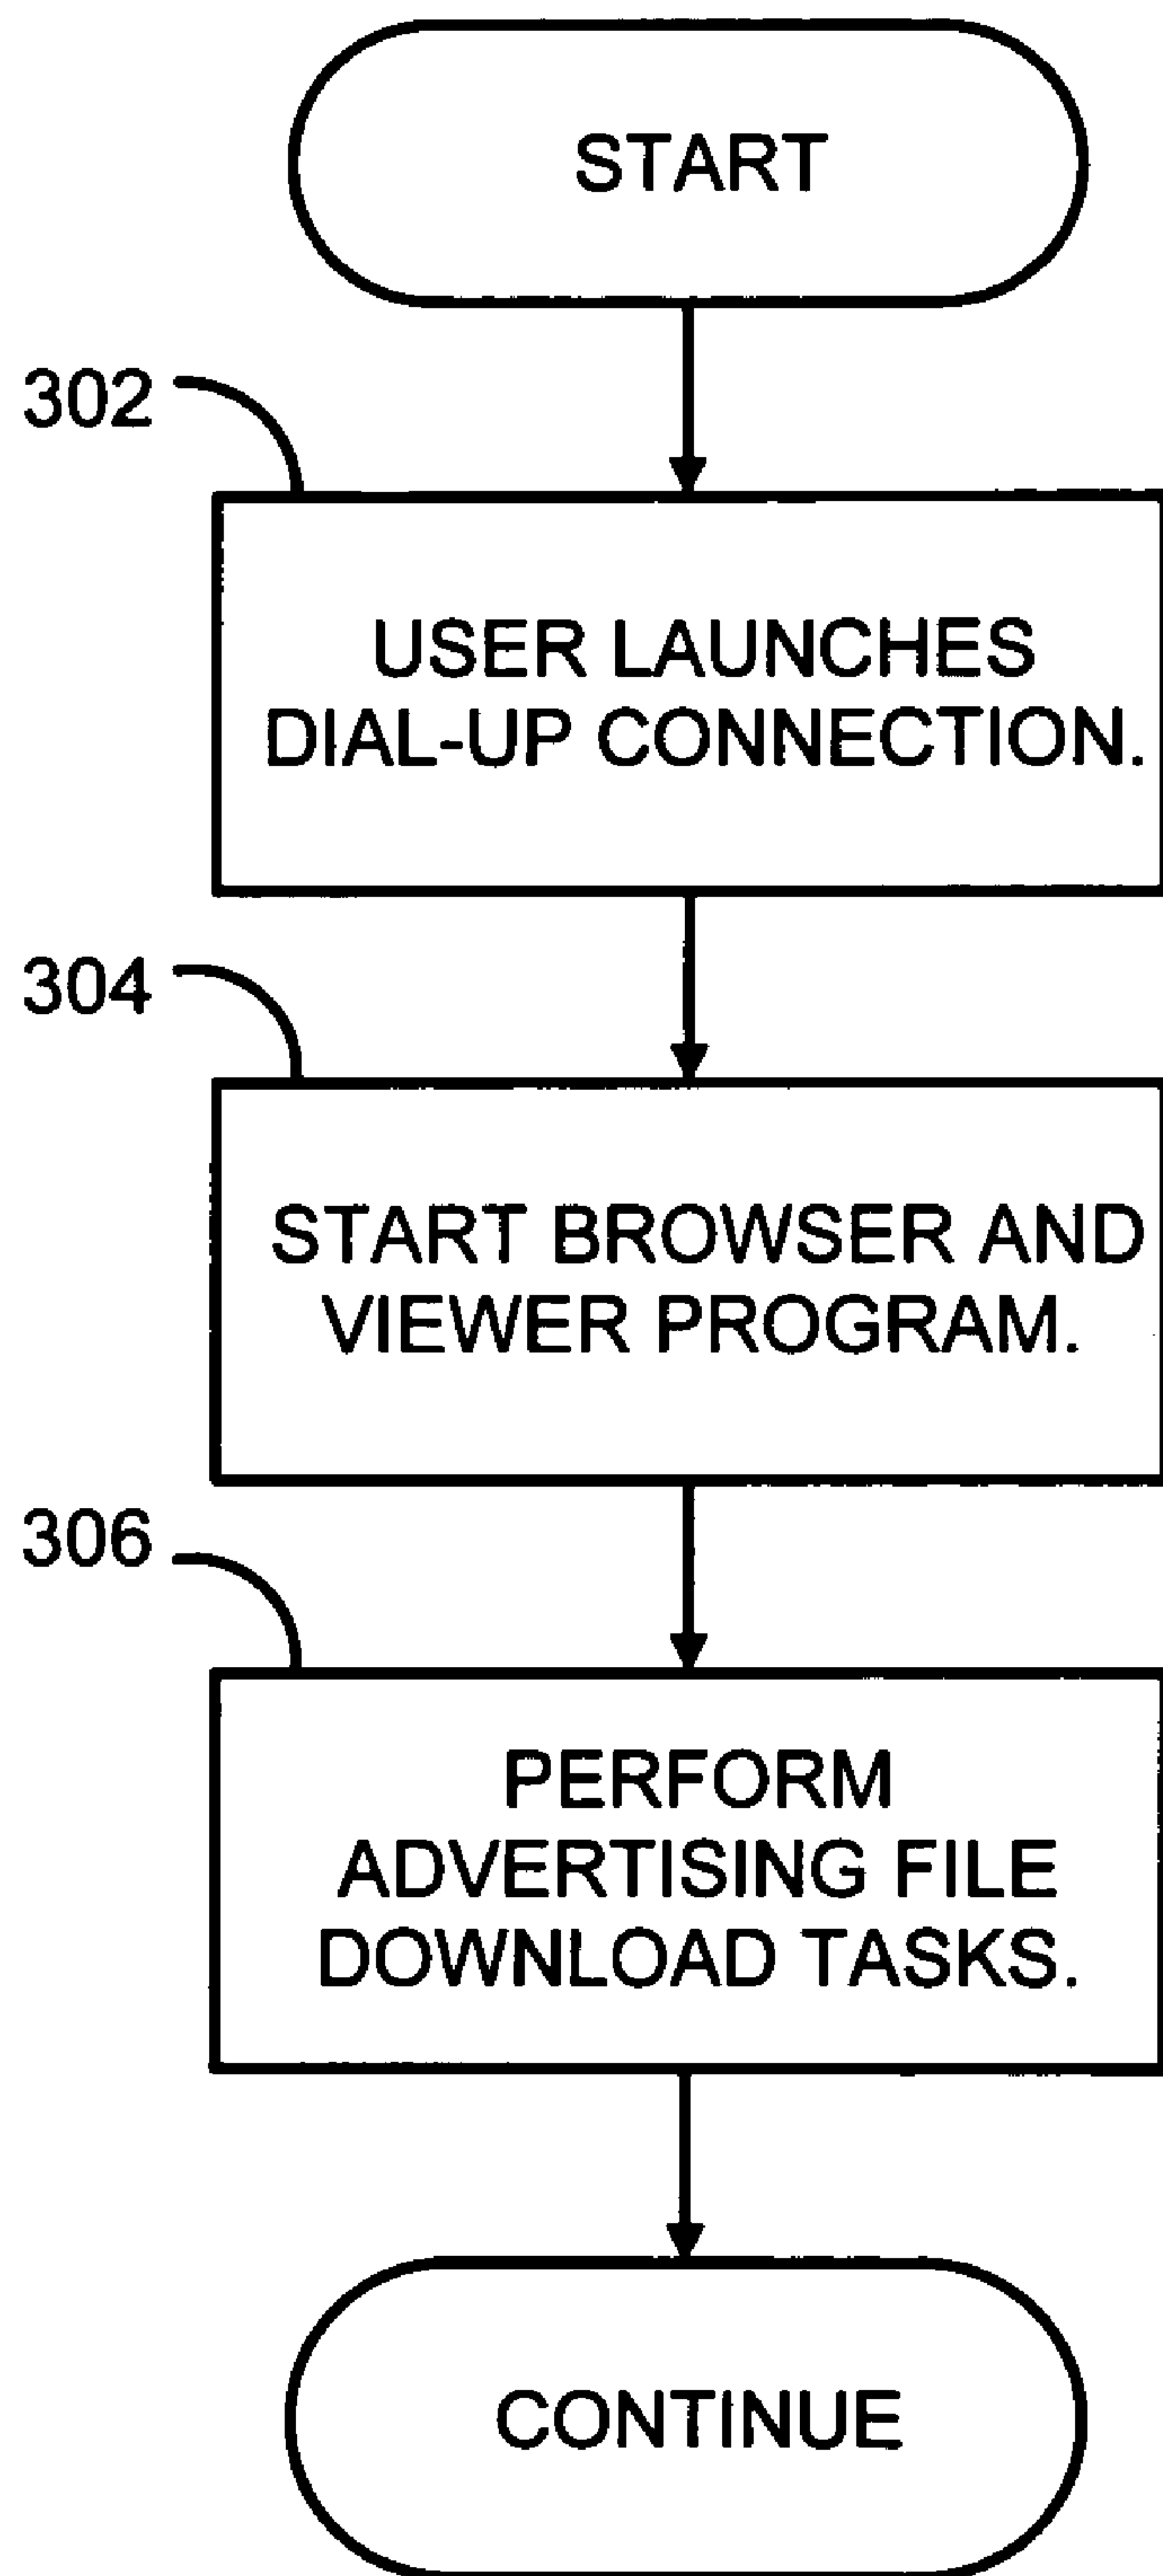 START
302
USER LAUNCHES
DIAL-UP CONNECTION.
304
START BROWSER AND
VIEWER PROGRAM.
306
PERFORM
ADVERTISING FILE
DOWNLOAD TASKS.
CONTINUE